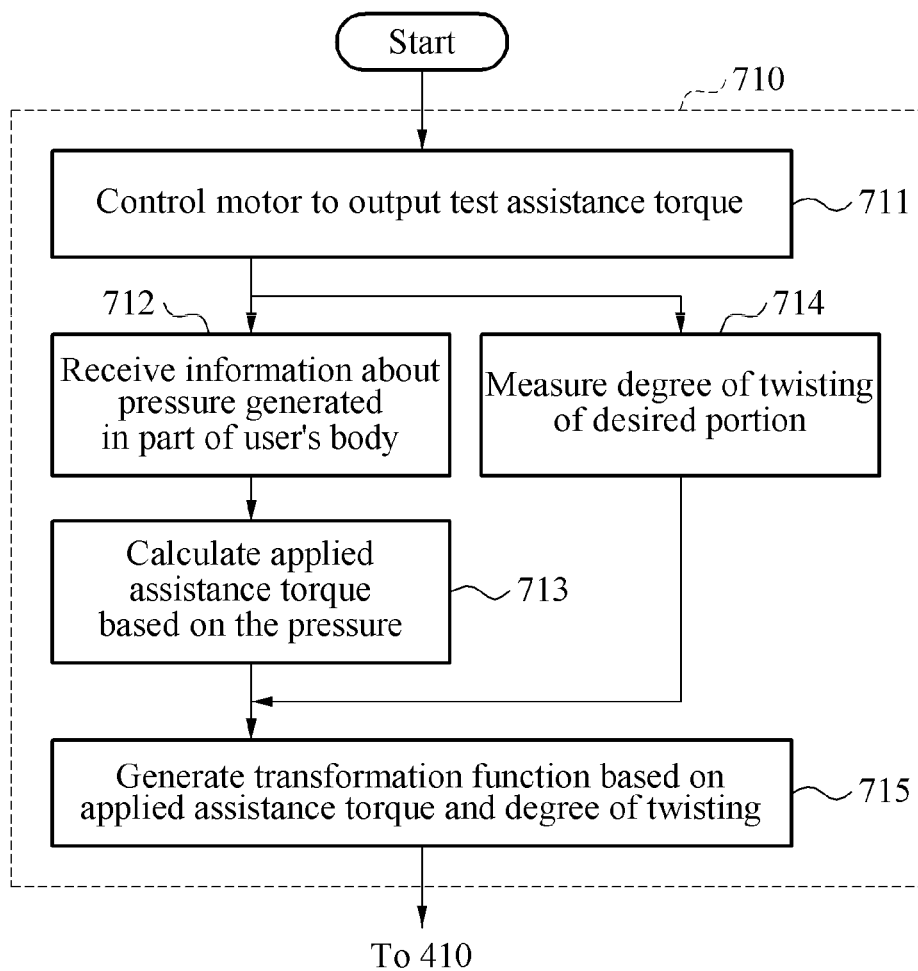 Start
710
Control motor to output test assistance torque
711
712
Receive information about
pressure generated
in part of user's body
714
Measure degree of twisting
of desired portion
Calculate applied
assistance torque
based on the pressure
713
Generate transformation function based on
applied assistance torque and degree of twisting
715
To 410